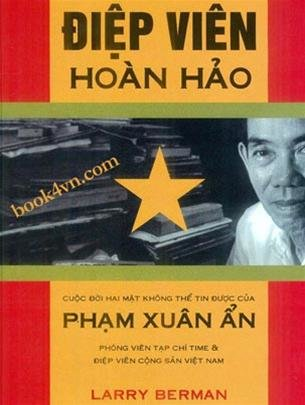 ĐIỆP VIÊN
HOÀN HẢO
book4vn.com
CUỘC ĐỜI HAI MẶT KHÔNG THỂ TIN ĐƯỢC CỦA
PHẠM XUÂN ẨN
PHÓNG VIÊN TẠP CHÍ TIME &
ĐIỆP VIÊN CỘNG SẢN VIỆT NAM
LARRY BERMAN